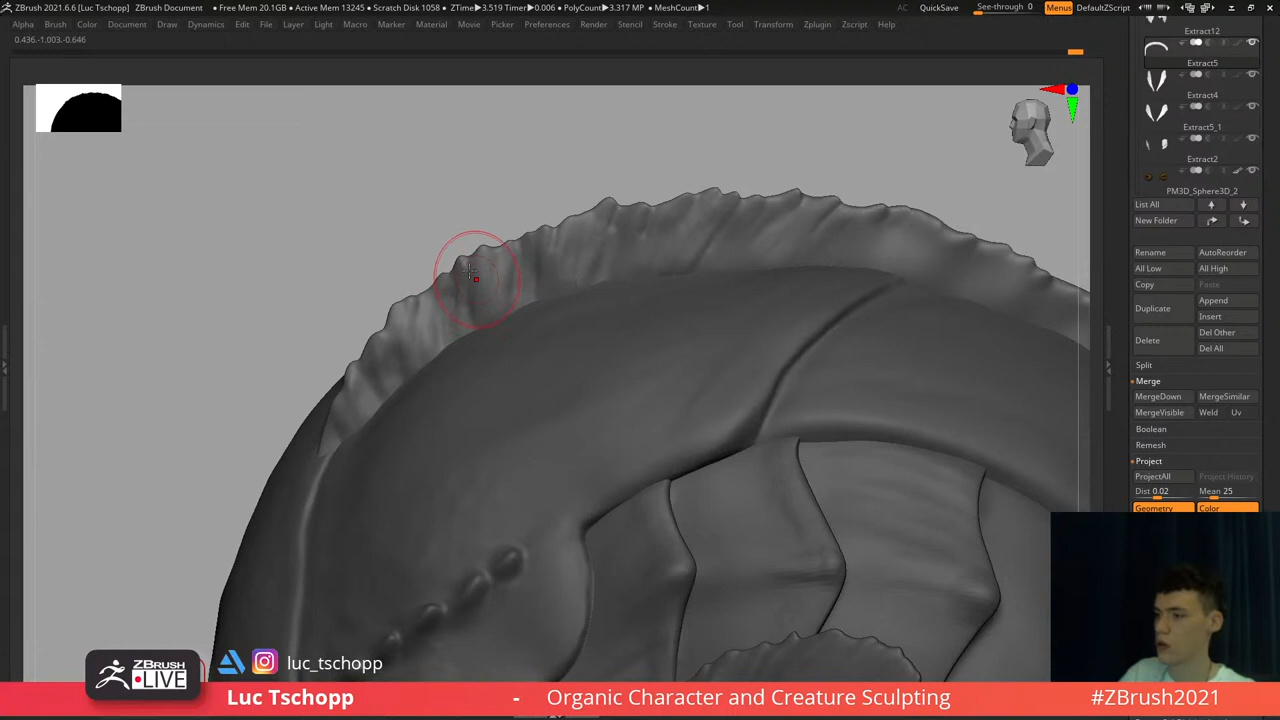 ZBrush 2021.6.6 [Luc Tschopp] ZBrush Document • Free Mem 20.1GB • Active Mem 13245 • Scratch Disk 1058 • ZTime▶3.519 Timer▶0.006 • PolyCount▶3.317 MP • MeshCount▶1 AC QuickSave See-through 0 Menus DefaultZScript
Alpha Brush Color Document Draw Dynamics Edit File Layer Light Macro Marker Material Movie Picker Preferences Render Stencil Stroke Texture Tool Transform Zplugin Zscript Help
0.436,-1.003,-0.646
Extract12
Extract5
Extract4
Extract5_1
Extract2
PM3D_Sphere3D_2
List All
New Folder
Rename AutoReorder
All Low All High
Copy Paste
Duplicate Append
Insert
Delete Del Other
Del All
Split
Merge
MergeDown MergeSimilar
MergeVisible Weld Uv
Boolean
Remesh
Project
ProjectAll Project History
Dist 0.02 Mean 25
Geometry Color
ZBRUSH
LIVE
luc_tschopp
Luc Tschopp - Organic Character and Creature Sculpting #ZBrush2021